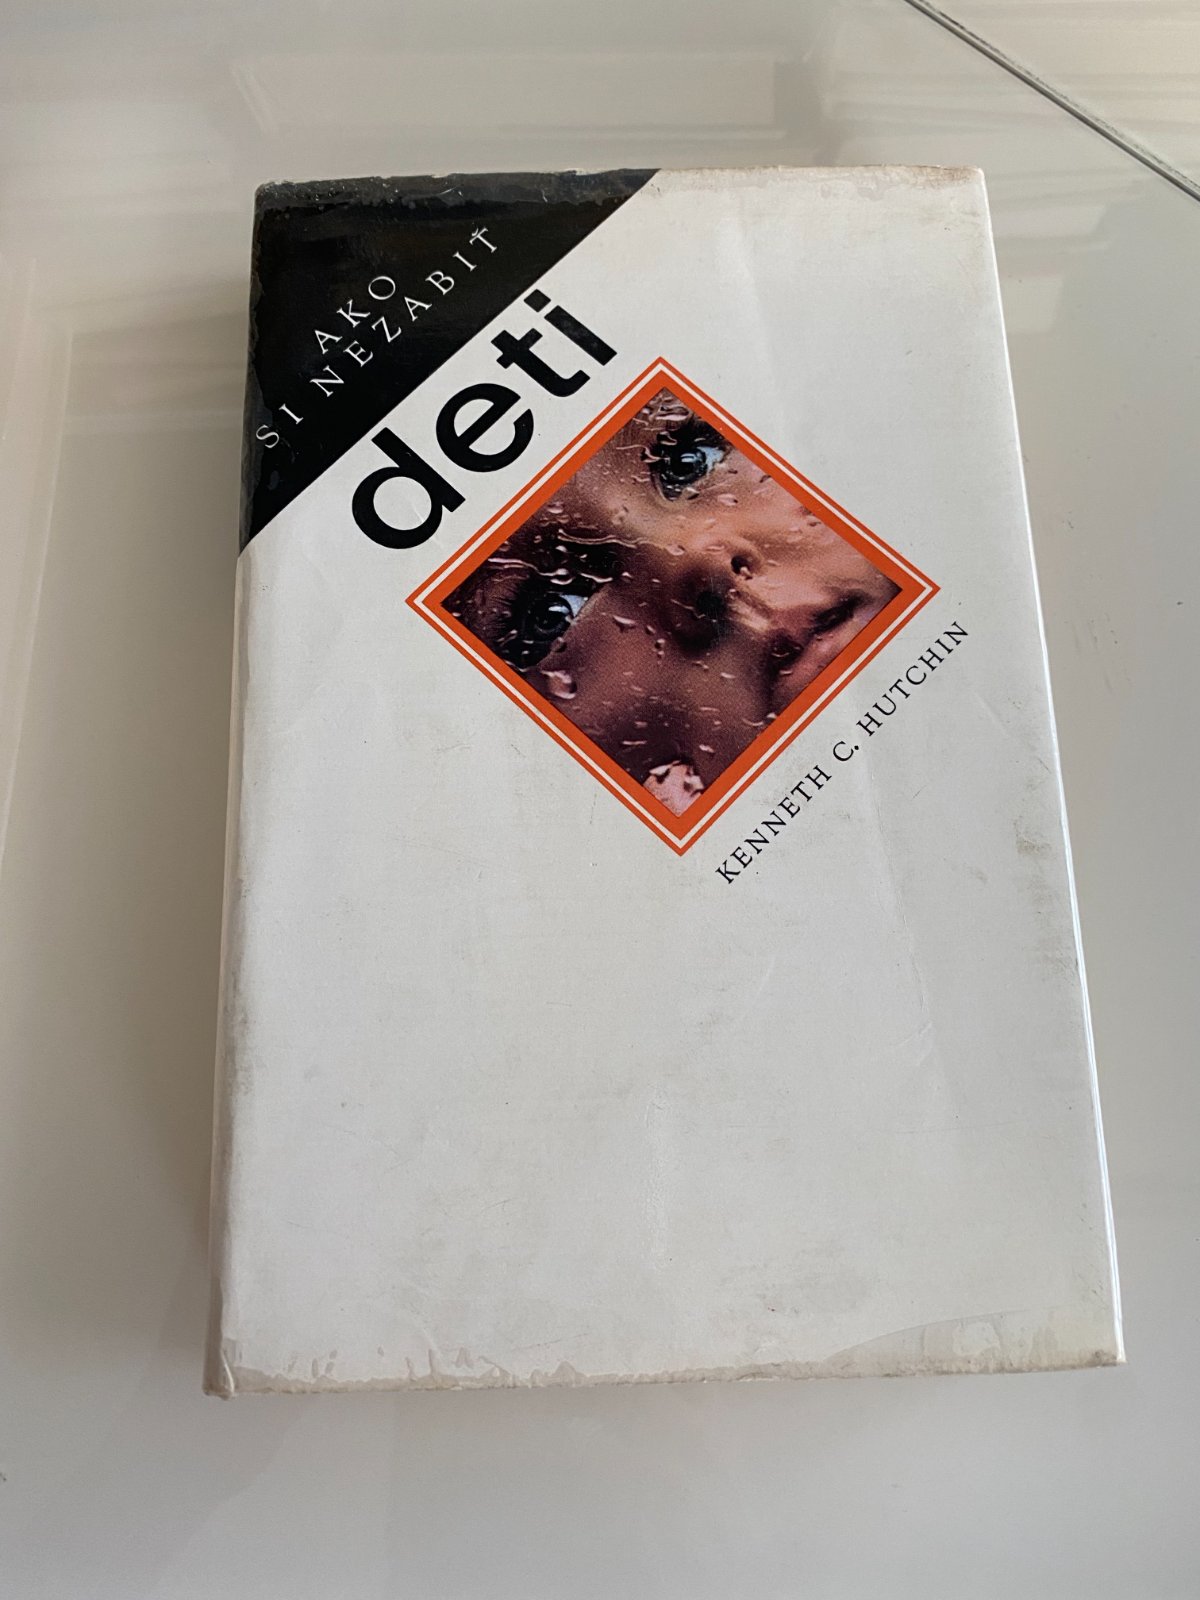 AKO
SI NEZABIŤ
deti
KENNETH C. HUTCHIN